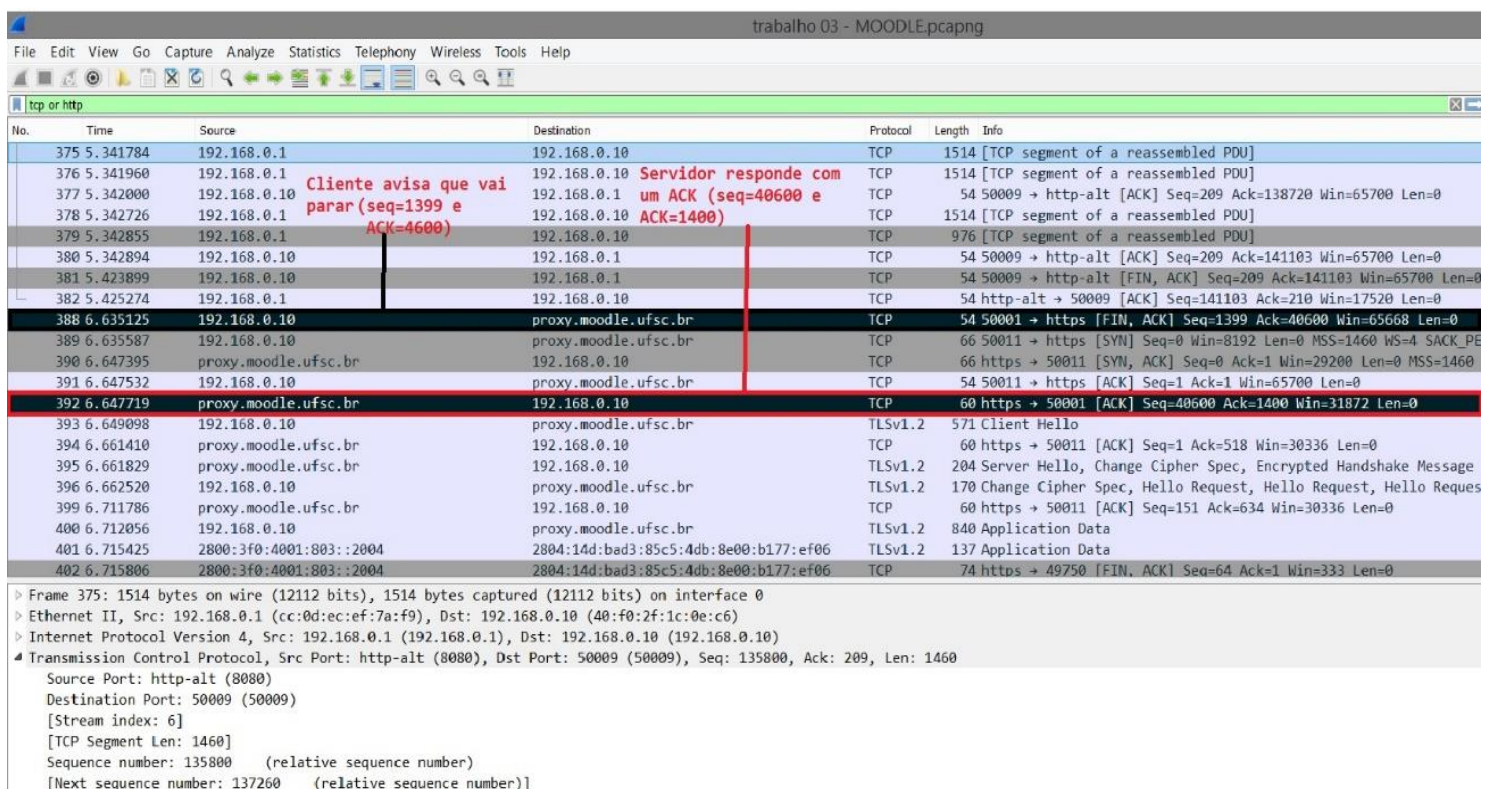 trabalho 03 - MOODLE.pcapng
File Edit View Go Capture Analyze Statistics Telephony Wireless Tools Help
tcp or http
No. Time Source Destination Protocol Length Info
375 5.341784 192.168.0.1 192.168.0.10 TCP 1514 [TCP segment of a reassembled PDU]
376 5.341960 192.168.0.1 192.168.0.10 TCP 1514 [TCP segment of a reassembled PDU]
377 5.342000 192.168.0.10 192.168.0.1 TCP 54 50009 → http-alt [ACK] Seq=209 Ack=138720 Win=65700 Len=0
378 5.342726 192.168.0.1 192.168.0.10 TCP 1514 [TCP segment of a reassembled PDU]
379 5.342855 192.168.0.1 192.168.0.10 TCP 976 [TCP segment of a reassembled PDU]
380 5.342894 192.168.0.10 192.168.0.1 TCP 54 50009 → http-alt [ACK] Seq=209 Ack=141103 Win=65700 Len=0
381 5.423899 192.168.0.10 192.168.0.1 TCP 54 50009 → http-alt [FIN, ACK] Seq=209 Ack=141103 Win=65700 Len=0
382 5.425274 192.168.0.1 192.168.0.10 TCP 54 http-alt → 50009 [ACK] Seq=141103 Ack=210 Win=17520 Len=0
388 6.635125 192.168.0.10 proxy.moodle.ufsc.br TCP 54 50001 → https [FIN, ACK] Seq=1399 Ack=40600 Win=65668 Len=0
389 6.635587 192.168.0.10 proxy.moodle.ufsc.br TCP 66 50011 → https [SYN] Seq=0 Win=8192 Len=0 MSS=1460 WS=4 SACK_PE
390 6.647395 proxy.moodle.ufsc.br 192.168.0.10 TCP 66 https → 50011 [SYN, ACK] Seq=0 Ack=1 Win=29200 Len=0 MSS=1460
391 6.647532 192.168.0.10 proxy.moodle.ufsc.br TCP 54 50011 → https [ACK] Seq=1 Ack=1 Win=65700 Len=0
392 6.647719 proxy.moodle.ufsc.br 192.168.0.10 TCP 60 https → 50001 [ACK] Seq=40600 Ack=1400 Win=31872 Len=0
393 6.649098 192.168.0.10 proxy.moodle.ufsc.br TLSv1.2 571 Client Hello
394 6.661410 proxy.moodle.ufsc.br 192.168.0.10 TCP 60 https → 50011 [ACK] Seq=1 Ack=518 Win=30336 Len=0
395 6.661829 proxy.moodle.ufsc.br 192.168.0.10 TLSv1.2 204 Server Hello, Change Cipher Spec, Encrypted Handshake Message
396 6.662520 192.168.0.10 proxy.moodle.ufsc.br TLSv1.2 170 Change Cipher Spec, Hello Request, Hello Request, Hello Reques
399 6.711786 proxy.moodle.ufsc.br 192.168.0.10 TCP 60 https → 50011 [ACK] Seq=151 Ack=634 Win=30336 Len=0
400 6.712056 192.168.0.10 proxy.moodle.ufsc.br TLSv1.2 840 Application Data
401 6.715425 2800:3f0:4001:803::2004 2804:14d:bad3:85c5:4db:8e00:b177:ef06 TLSv1.2 137 Application Data
402 6.715806 2800:3f0:4001:803::2004 2804:14d:bad3:85c5:4db:8e00:b177:ef06 TCP 74 https → 49750 [FIN, ACK] Seq=64 Ack=1 Win=333 Len=0
Cliente avisa que vai
parar(seq=1399 e
ACK=4600)
Servidor responde com
um ACK (seq=40600 e
ACK=1400)
Frame 375: 1514 bytes on wire (12112 bits), 1514 bytes captured (12112 bits) on interface 0
Ethernet II, Src: 192.168.0.1 (cc:0d:ec:ef:7a:f9), Dst: 192.168.0.10 (40:f0:2f:1c:0e:c6)
Internet Protocol Version 4, Src: 192.168.0.1 (192.168.0.1), Dst: 192.168.0.10 (192.168.0.10)
Transmission Control Protocol, Src Port: http-alt (8080), Dst Port: 50009 (50009), Seq: 135800, Ack: 209, Len: 1460
Source Port: http-alt (8080)
Destination Port: 50009 (50009)
[Stream index: 6]
[TCP Segment Len: 1460]
Sequence number: 135800 (relative sequence number)
[Next sequence number: 137260 (relative sequence number)]